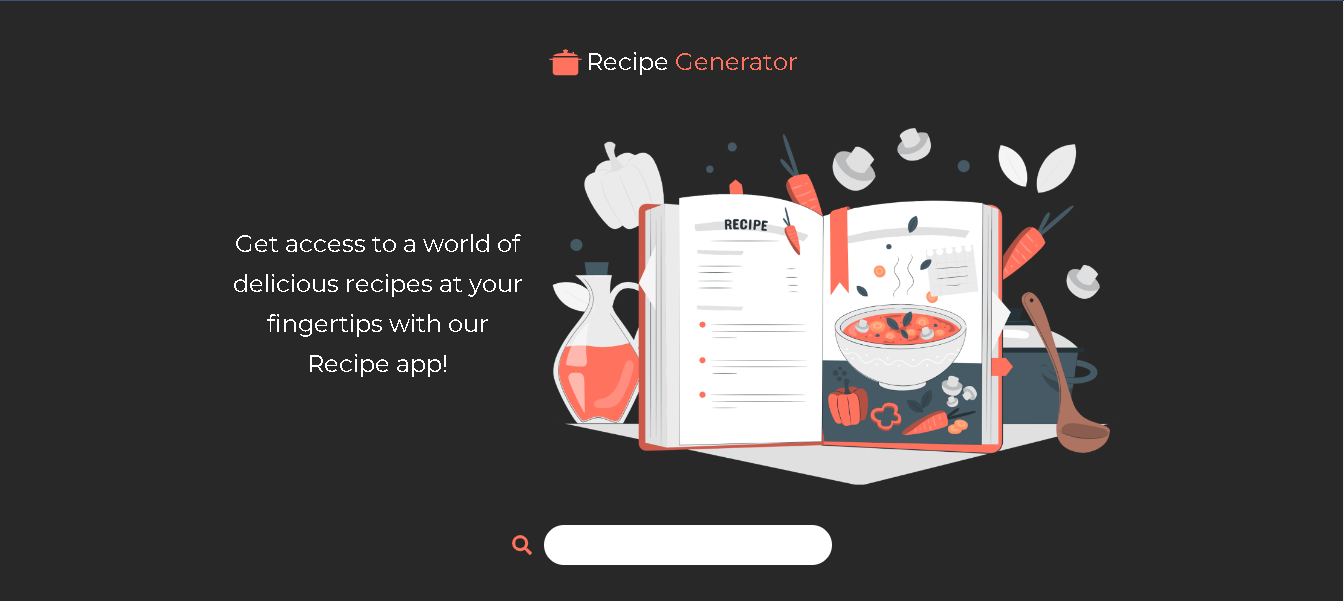 Recipe Generator
Get access to a world of
delicious recipes at your
fingertips with our
Recipe app!
RECIPE